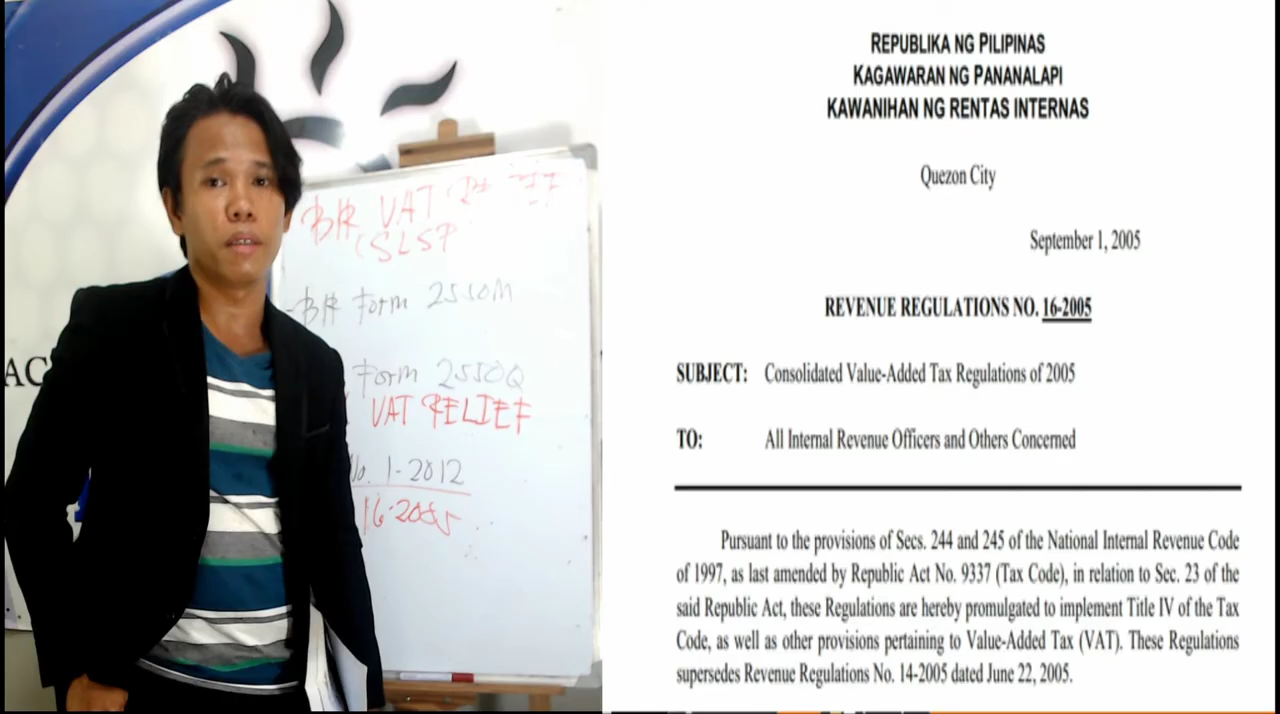 AC
BIR VAT
(SLSP
-BIR Form 2550M
Form 2550Q
VAT RELIEF
No. 1-2012
16-2005
REPUBLIKA NG PILIPINAS
KAGAWARAN NG PANANALAPI
KAWANIHAN NG RENTAS INTERNAS
Quezon City
September 1, 2005
REVENUE REGULATIONS NO. 16-2005
SUBJECT: Consolidated Value-Added Tax Regulations of 2005
TO: All Internal Revenue Officers and Others Concerned
Pursuant to the provisions of Secs. 244 and 245 of the National Internal Revenue Code
of 1997, as last amended by Republic Act No. 9337 (Tax Code), in relation to Sec. 23 of the
said Republic Act, these Regulations are hereby promulgated to implement Title IV of the Tax
Code, as well as other provisions pertaining to Value-Added Tax (VAT). These Regulations
supersedes Revenue Regulations No. 14-2005 dated June 22, 2005.